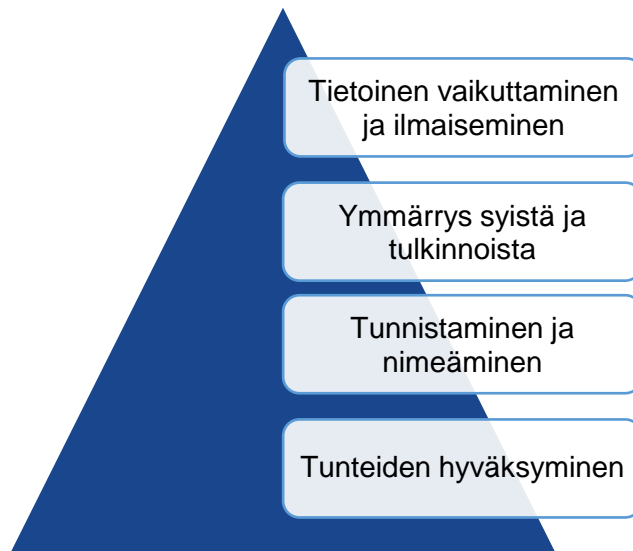 Tietoinen vaikuttaminen
ja ilmaiseminen
Ymmärrys syistä ja
tulkinnoista
Tunnistaminen ja
nimeäminen
Tunteiden hyväksyminen